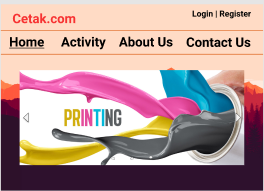 Cetak.com
Login | Register
Home Activity About Us Contact Us
PRINTING